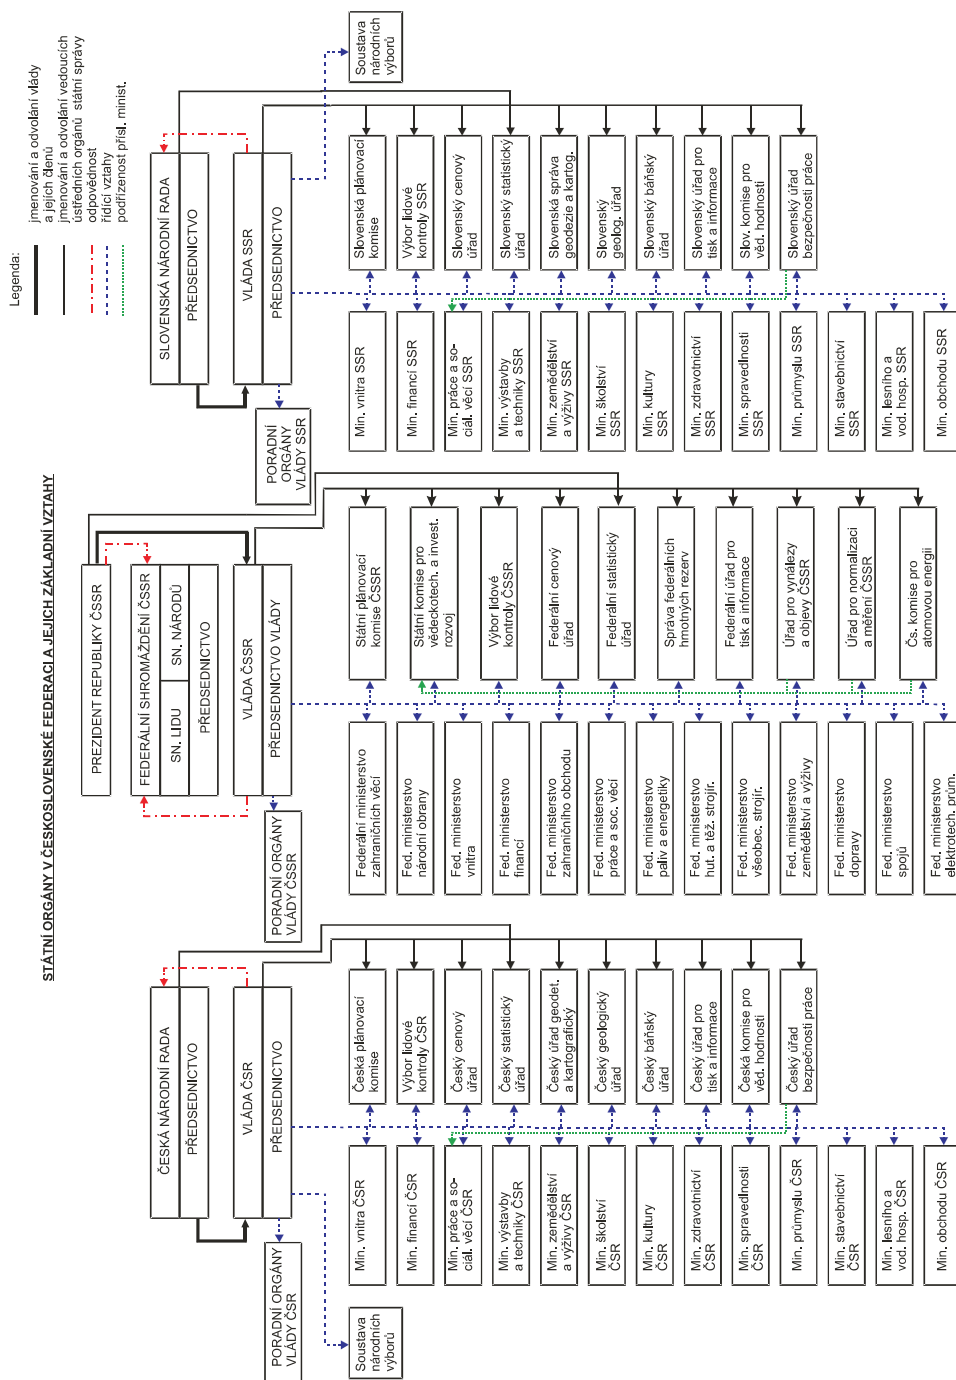 STÁTNÍ ORGÁNY V ČESKOSLOVENSKÉ FEDERACI A JEJICH ZÁKLADNÍ VZTAHY
Legenda:
jmenování a odvolání vlády
a jejich členů
jmenování a odvolání vedoucích
ústředních orgánů státní správy
odpovědnost
řídící vztahy
podřízenost přísl. minist.
ČESKÁ NÁRODNÍ RADA
PŘEDSEDNICTVO
VLÁDA ČSR
PŘEDSEDNICTVO
PORADNÍ ORGÁNY
VLÁDY ČSR
Soustava
národních
výborů
Min. vnitra ČSR
Min. financí ČSR
Min. práce a so-
ciál. věcí ČSR
Min. výstavby
a techniky ČSR
Min. zemědělství
a výživy ČSR
Min. školství
ČSR
Min. kultury
ČSR
Min. zdravotnictví
ČSR
Min. spravedlnosti
ČSR
Min. průmyslu ČSR
Min. stavebnictví
ČSR
Min. lesního a
vod. hosp. ČSR
Min. obchodu ČSR
Česká plánovací
komise
Výbor lidové
kontroly ČSR
Český cenový
úřad
Český statistický
úřad
Český úřad geodet.
a kartografický
Český geologický
úřad
Český báňský
úřad
Český úřad pro
tisk a informace
Česká komise pro
věd. hodnosti
Český úřad
bezpečnosti práce
PREZIDENT REPUBLIKY ČSSR
FEDERÁLNÍ SHROMÁŽDĚNÍ ČSSR
SN. LIDU
SN. NÁRODŮ
PŘEDSEDNICTVO
VLÁDA ČSSR
PŘEDSEDNICTVO VLÁDY
PORADNÍ ORGÁNY
VLÁDY ČSSR
Federální ministerstvo
zahraničních věcí
Fed. ministerstvo
národní obrany
Fed. ministerstvo
vnitra
Fed. ministerstvo
financí
Fed. ministerstvo
zahraničního obchodu
Fed. ministerstvo
práce a soc. věcí
Fed. ministerstvo
paliv a energetiky
Fed. ministerstvo
hut. a těž. strojír.
Fed. ministerstvo
všeobec. strojír.
Fed. ministerstvo
zemědělství a výživy
Fed. ministerstvo
dopravy
Fed. ministerstvo
spojů
Fed. ministerstvo
elektrotech. prům.
Státní plánovací
komise ČSSR
Státní komise pro
vědeckotech. a invest.
rozvoj
Výbor lidové
kontroly ČSSR
Federální cenový
úřad
Federální statistický
úřad
Správa federálních
hmotných rezerv
Federální úřad pro
tisk a informace
Úřad pro vynálezy
a objevy ČSSR
Úřad pro normalizaci
a měření ČSSR
Čs. komise pro
atomovou energii
SLOVENSKÁ NÁRODNÍ RADA
PŘEDSEDNICTVO
VLÁDA SSR
PŘEDSEDNICTVO
PORADNÍ
ORGÁNY
VLÁDY SSR
Soustava
národních
výborů
Min. vnitra SSR
Min. financí SSR
Min. práce a so-
ciál. věcí SSR
Min. výstavby
a techniky SSR
Min. zemědělství
a výživy SSR
Min. školství
SSR
Min. kultury
SSR
Min. zdravotnictví
SSR
Min. spravedlnosti
SSR
Min. průmyslu SSR
Min. stavebnictví
SSR
Min. lesního a
vod. hosp. SSR
Min. obchodu SSR
Slovenská plánovací
komise
Výbor lidové
kontroly SSR
Slovenský cenový
úřad
Slovenský statistický
úřad
Slovenská správa
geodezie a kartog.
Slovenský
geolog. úřad
Slovenský báňský
úřad
Slovenský úřad pro
tisk a informace
Slov. komise pro
věd. hodnosti
Slovenský úřad
bezpečnosti práce